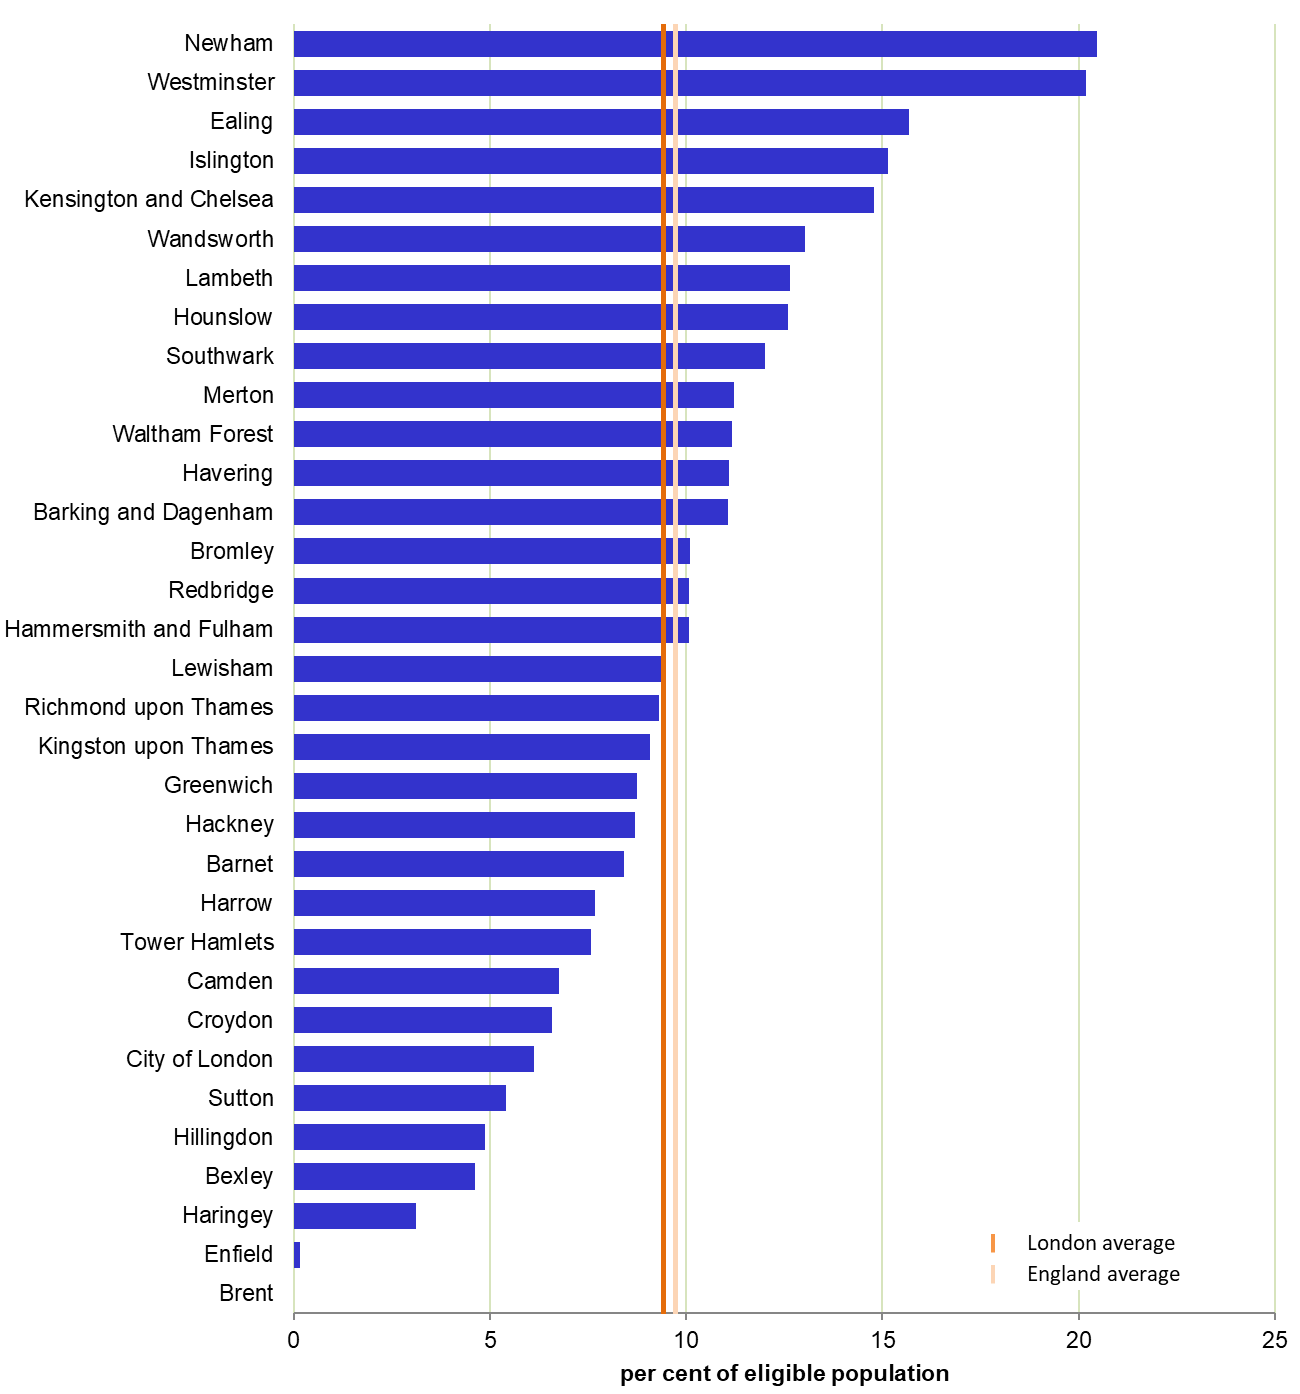 Newham
Westminster
Ealing
Islington
Kensington and Chelsea
Wandsworth
Lambeth
Hounslow
Southwark
Merton
Waltham Forest
Havering
Barking and Dagenham
Bromley
Redbridge
Hammersmith and Fulham
Lewisham
Richmond upon Thames
Kingston upon Thames
Greenwich
Hackney
Barnet
Harrow
Tower Hamlets
Camden
Croydon
City of London
Sutton
Hillingdon
Bexley
Haringey
London average
Enfield
England average
Brent
0 5 10 15 20 25
per cent of eligible population